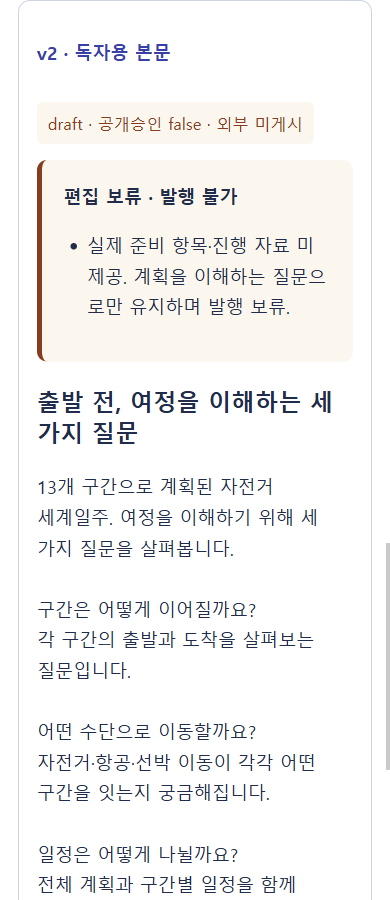 v2 · 독자용 본문
draft · 공개승인 false · 외부 미게시
편집 보류 · 발행 불가
• 실제 준비 항목·진행 자료 미
제공. 계획을 이해하는 질문으
로만 유지하며 발행 보류.
출발 전, 여정을 이해하는 세
가지 질문
13개 구간으로 계획된 자전거
세계일주. 여정을 이해하기 위해 세
가지 질문을 살펴봅니다.
구간은 어떻게 이어질까요?
각 구간의 출발과 도착을 살펴보는
질문입니다.
어떤 수단으로 이동할까요?
자전거·항공·선박 이동이 각각 어떤
구간을 잇는지 궁금해집니다.
일정은 어떻게 나뉠까요?
전체 계획과 구간별 일정을 함께